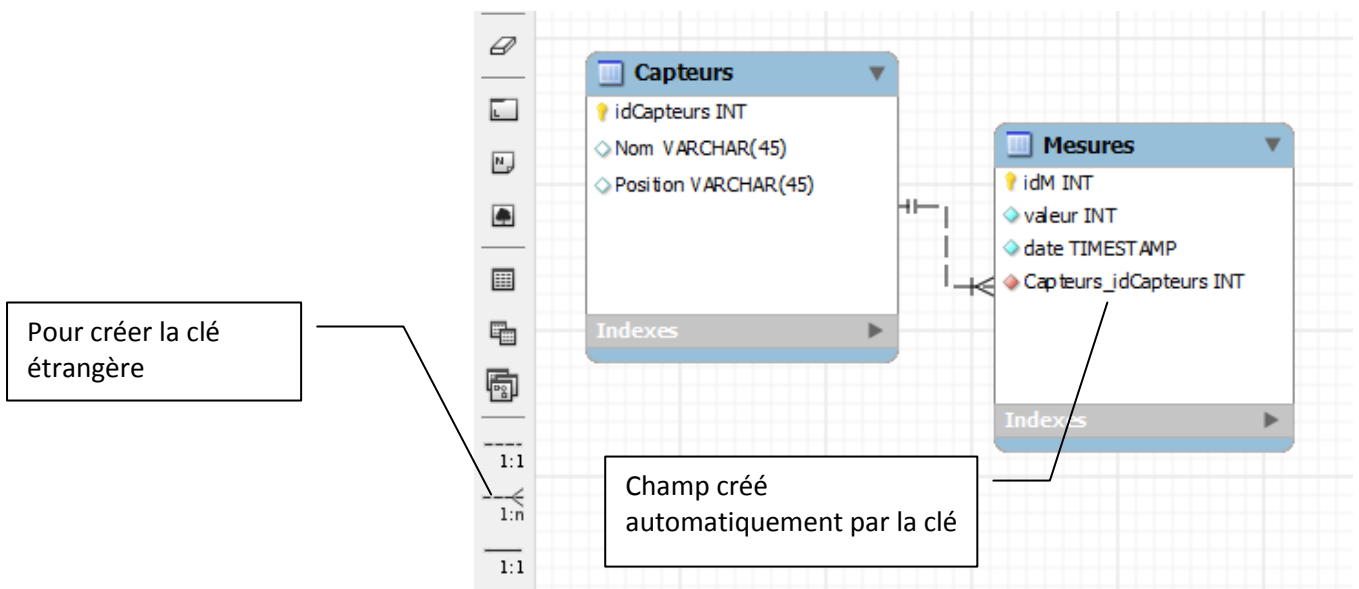 Capteurs
idCapteurs INT
Nom VARCHAR(45)
Position VARCHAR(45)
Indexes
Mesures
idM INT
valeur INT
date TIMESTAMP
Capteurs_idCapteurs INT
Indexes
Pour créer la clé
étrangère
L
N
1:1
1:n
1:1
Champ créé
automatiquement par la clé